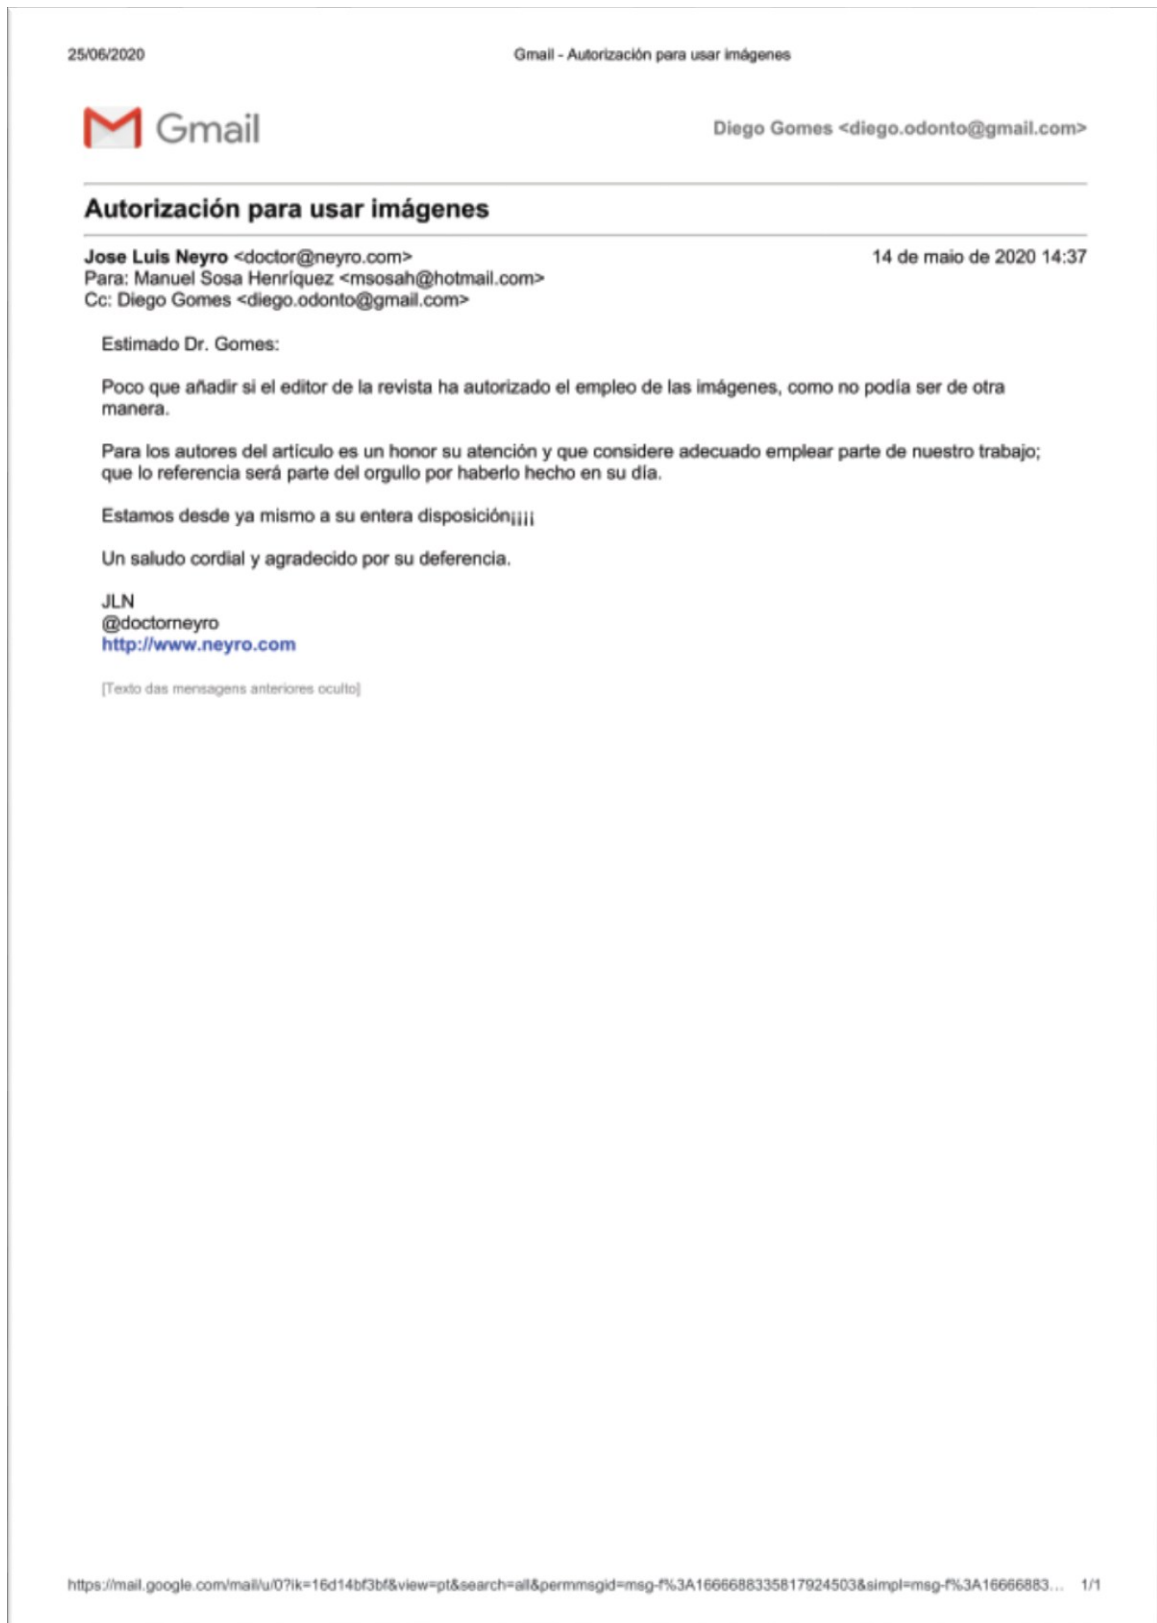 25/06/2020 Gmail - Autorización para usar imágenes
Gmail Diego Gomes <diego.odonto@gmail.com>
Autorización para usar imágenes
Jose Luis Neyro <doctor@neyro.com> 14 de maio de 2020 14:37
Para: Manuel Sosa Henríquez <msosah@hotmail.com>
Cc: Diego Gomes <diego.odonto@gmail.com>
Estimado Dr. Gomes:
Poco que añadir si el editor de la revista ha autorizado el empleo de las imágenes, como no podía ser de otra
manera.
Para los autores del artículo es un honor su atención y que considere adecuado emplear parte de nuestro trabajo;
que lo referencia será parte del orgullo por haberlo hecho en su día.
Estamos desde ya mismo a su entera disposición¡¡¡¡
Un saludo cordial y agradecido por su deferencia.
JLN
@doctorneyro
http://www.neyro.com
[Texto das mensagens anteriores oculto]
https://mail.google.com/mail/u/0?ik=16d14bf3bf&view=pt&search=all&permmsgid=msg-f%3A1666688335817924503&simpl=msg-f%3A16666883... 1/1